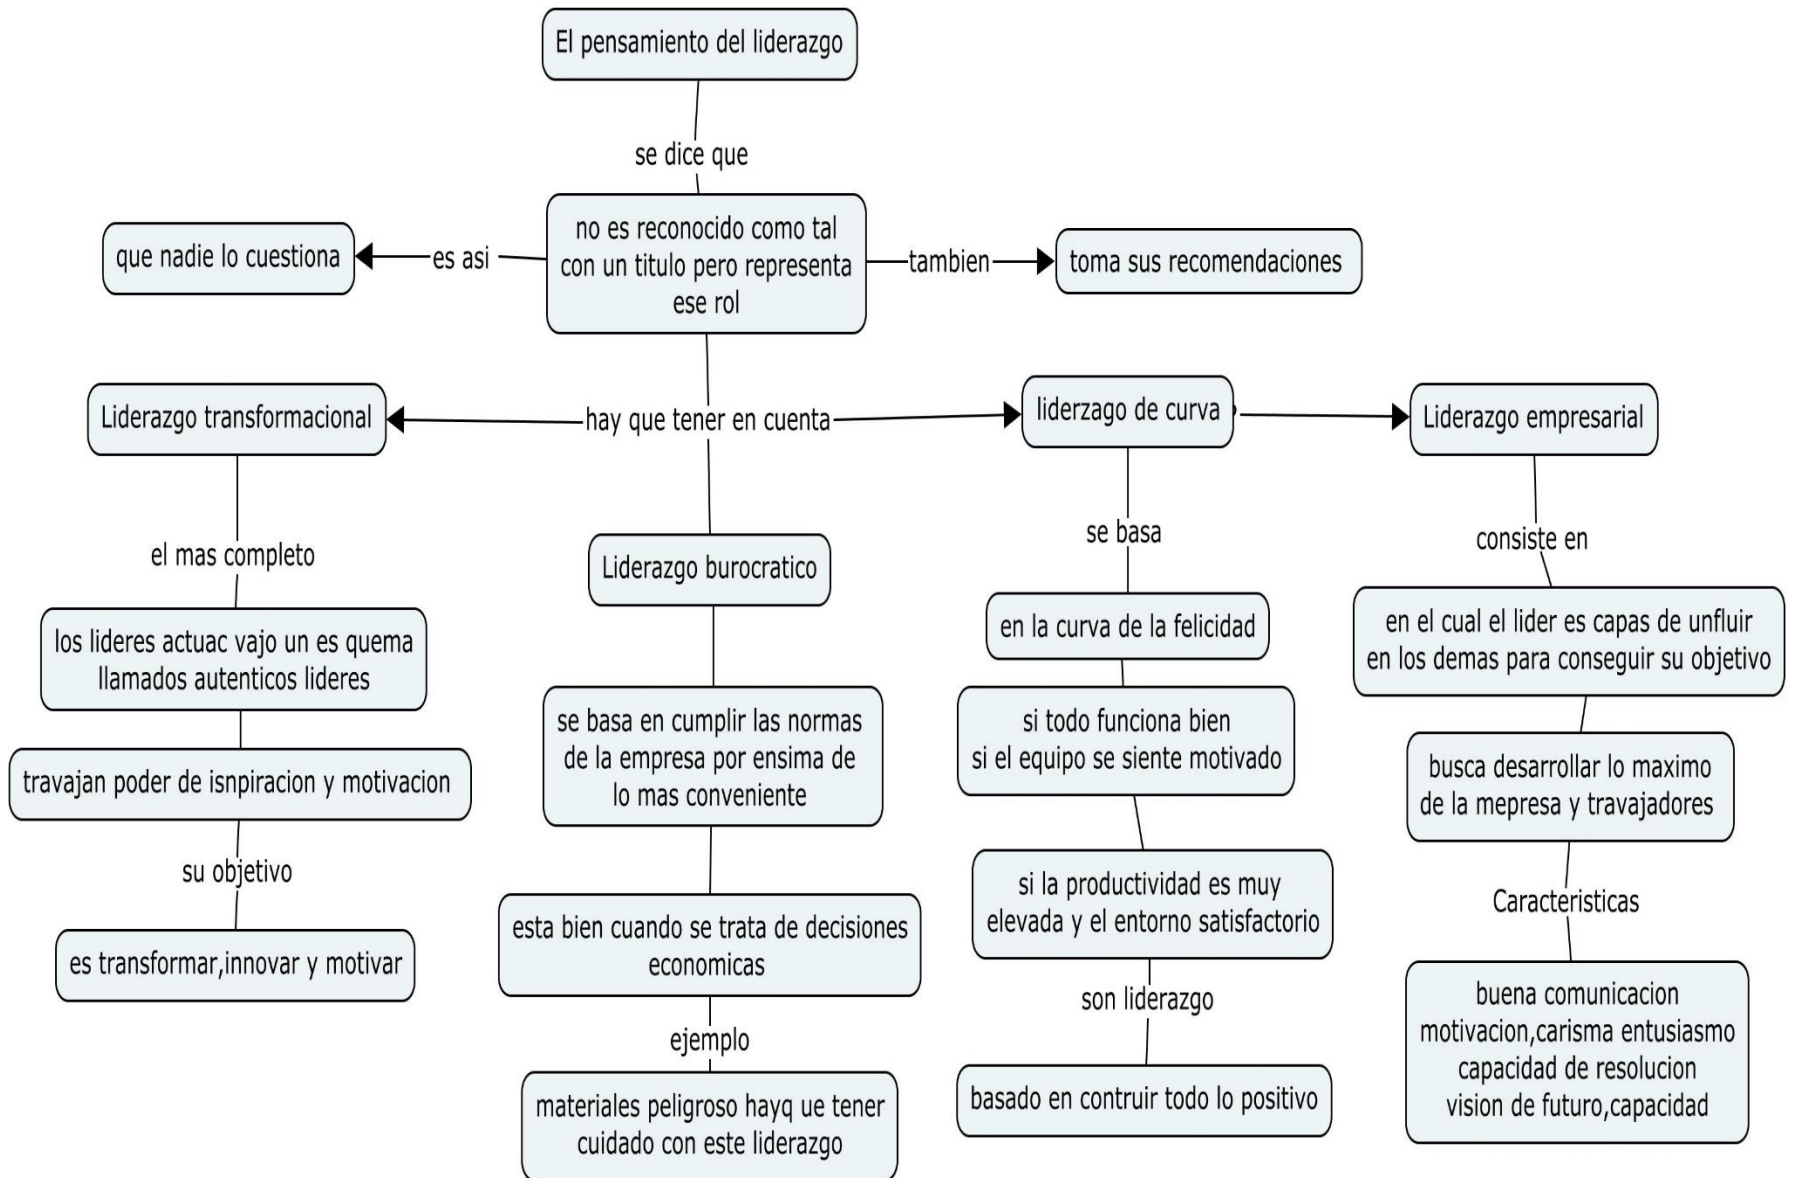 El pensamiento del liderazgo
se dice que
no es reconocido como tal
con un titulo pero representa
ese rol
es asi
que nadie lo cuestiona
tambien
toma sus recomendaciones
hay que tener en cuenta
Liderazgo transformacional
el mas completo
los lideres actuac vajo un es quema
llamados autenticos lideres
travajan poder de isnpiracion y motivacion
su objetivo
es transformar,innovar y motivar
Liderazgo burocratico
se basa en cumplir las normas
de la empresa por ensima de
lo mas conveniente
esta bien cuando se trata de decisiones
economicas
ejemplo
materiales peligroso hayq ue tener
cuidado con este liderazgo
liderzago de curva
se basa
en la curva de la felicidad
si todo funciona bien
si el equipo se siente motivado
si la productividad es muy
elevada y el entorno satisfactorio
son liderazgo
basado en contruir todo lo positivo
Liderazgo empresarial
consiste en
en el cual el lider es capas de unfluir
en los demas para conseguir su objetivo
busca desarrollar lo maximo
de la mepresa y travajadores
Caracteristicas
buena comunicacion
motivacion,carisma entusiasmo
capacidad de resolucion
vision de futuro,capacidad